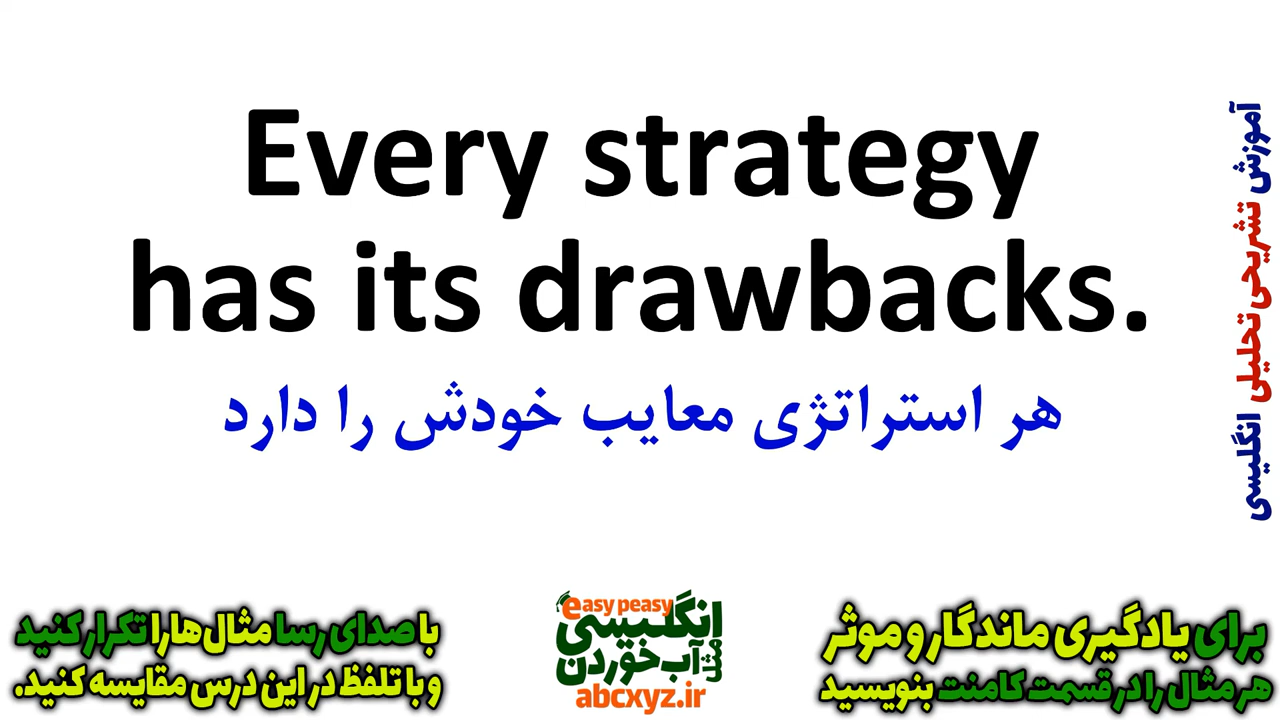 Every strategy
has its drawbacks.
هر استراتژی معایب خودش را دارد
آموزش تشریحی تحلیلی انگلیسی
برای یادگیری ماندگار و موثر
هر مثال را در قسمت کامنت بنویسید
easy peasy
انگلیسی
مثل آب خوردن
abcxyz.ir
با صدای رسا مثال‌ها را تکرار کنید
و با تلفظ در این درس مقایسه کنید.